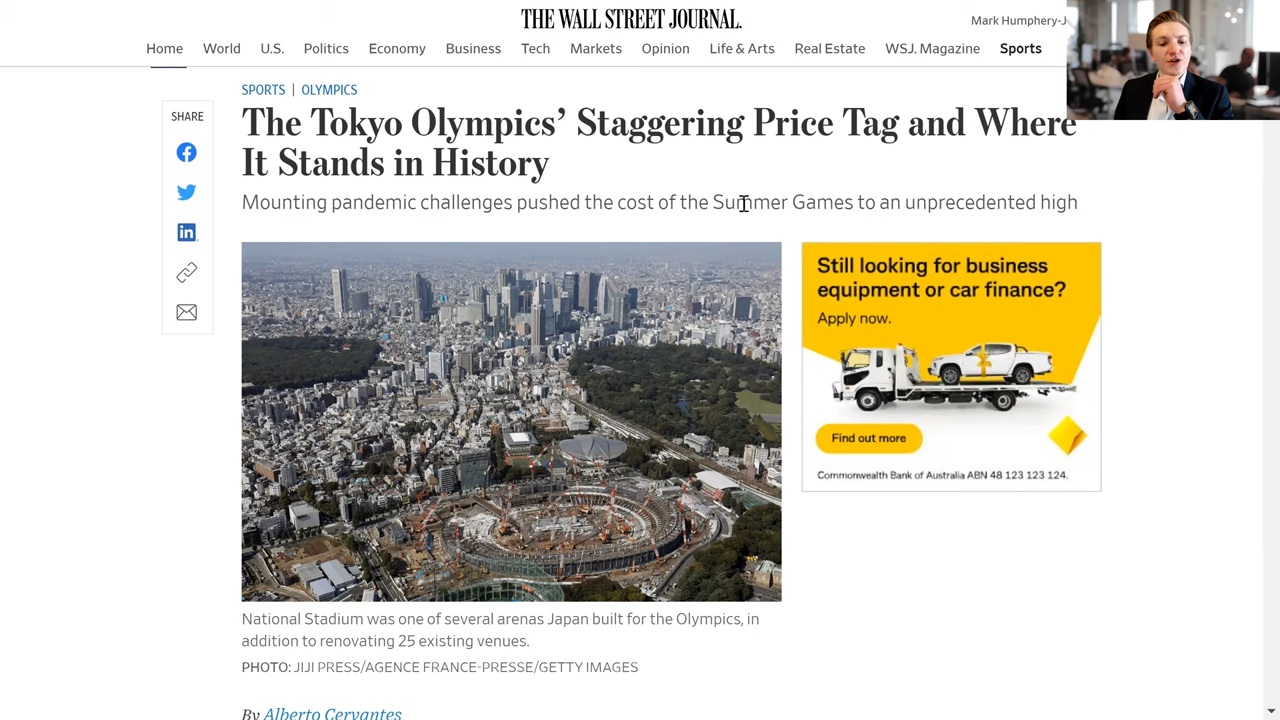 THE WALL STREET JOURNAL.
Mark Humphery-J
Home World U.S. Politics Economy Business Tech Markets Opinion Life & Arts Real Estate WSJ. Magazine Sports
SPORTS | OLYMPICS
SHARE
The Tokyo Olympics’ Staggering Price Tag and Where
It Stands in History
Mounting pandemic challenges pushed the cost of the Summer Games to an unprecedented high
in
Still looking for business
equipment or car finance?
Apply now.
Find out more
Commonwealth Bank of Australia ABN 48 123 123 124.
National Stadium was one of several arenas Japan built for the Olympics, in
addition to renovating 25 existing venues.
PHOTO: JIJI PRESS/AGENCE FRANCE-PRESSE/GETTY IMAGES
By Alberto Cervantes